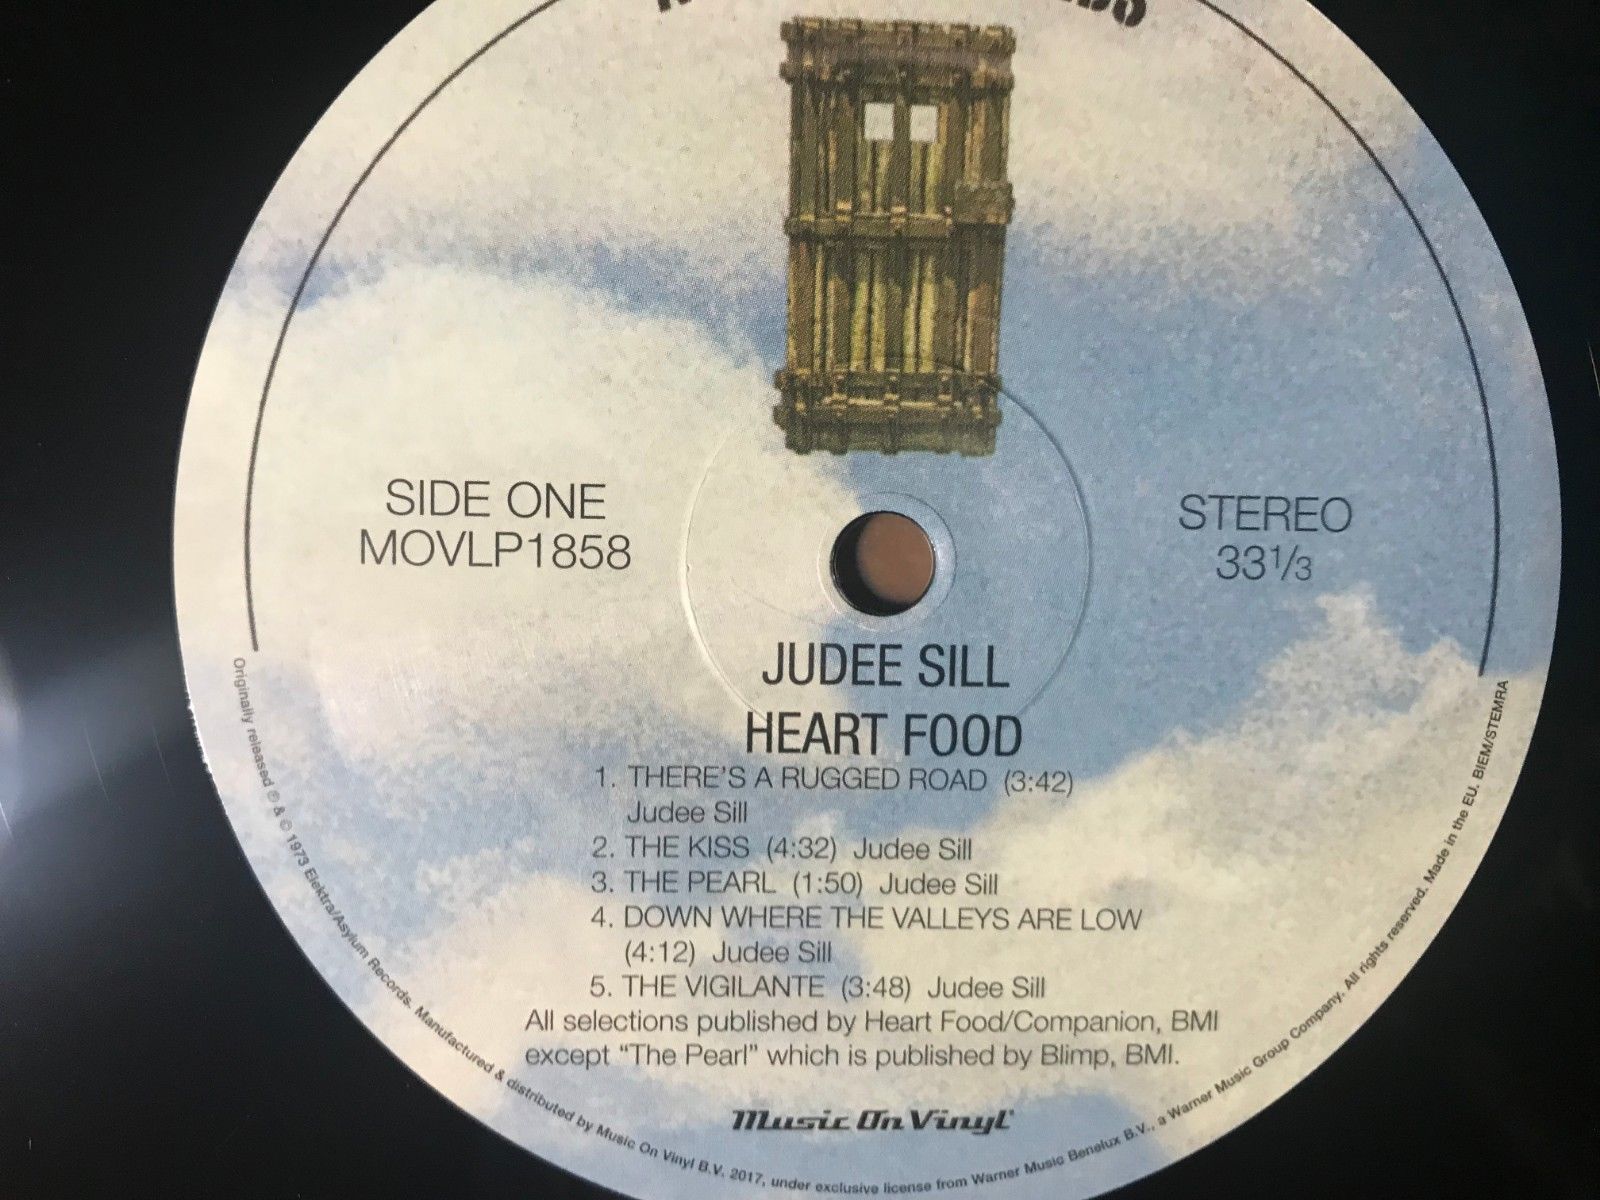 SIDE ONE
MOVLP1858
STEREO
33⅓
JUDEE SILL
HEART FOOD
1. THERE'S A RUGGED ROAD (3:42)
Judee Sill
2. THE KISS (4:32) Judee Sill
3. THE PEARL (1:50) Judee Sill
4. DOWN WHERE THE VALLEYS ARE LOW
(4:12) Judee Sill
5. THE VIGILANTE (3:48) Judee Sill
All selections published by Heart Food/Companion, BMI
except “The Pearl” which is published by Blimp, BMI.
Music On Vinyl®
Originally released ℗ & © 1973 Elektra/Asylum Records. Manufactured & distributed by Music On Vinyl B.V. 2017, under exclusive license from Warner Music Benelux B.V., a Warner Music Group Company. All rights reserved. Made in the EU. BIEM/STEMRA